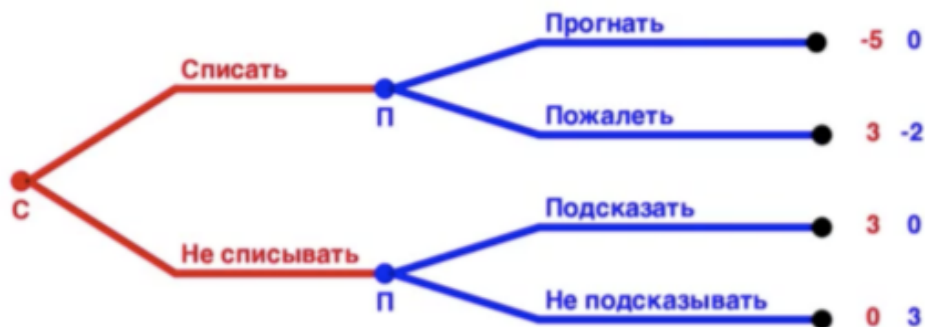 Прогнать -5 0
Списать
П
Пожалеть 3 -2
С
Подсказать 3 0
Не списывать
П
Не подсказывать 0 3